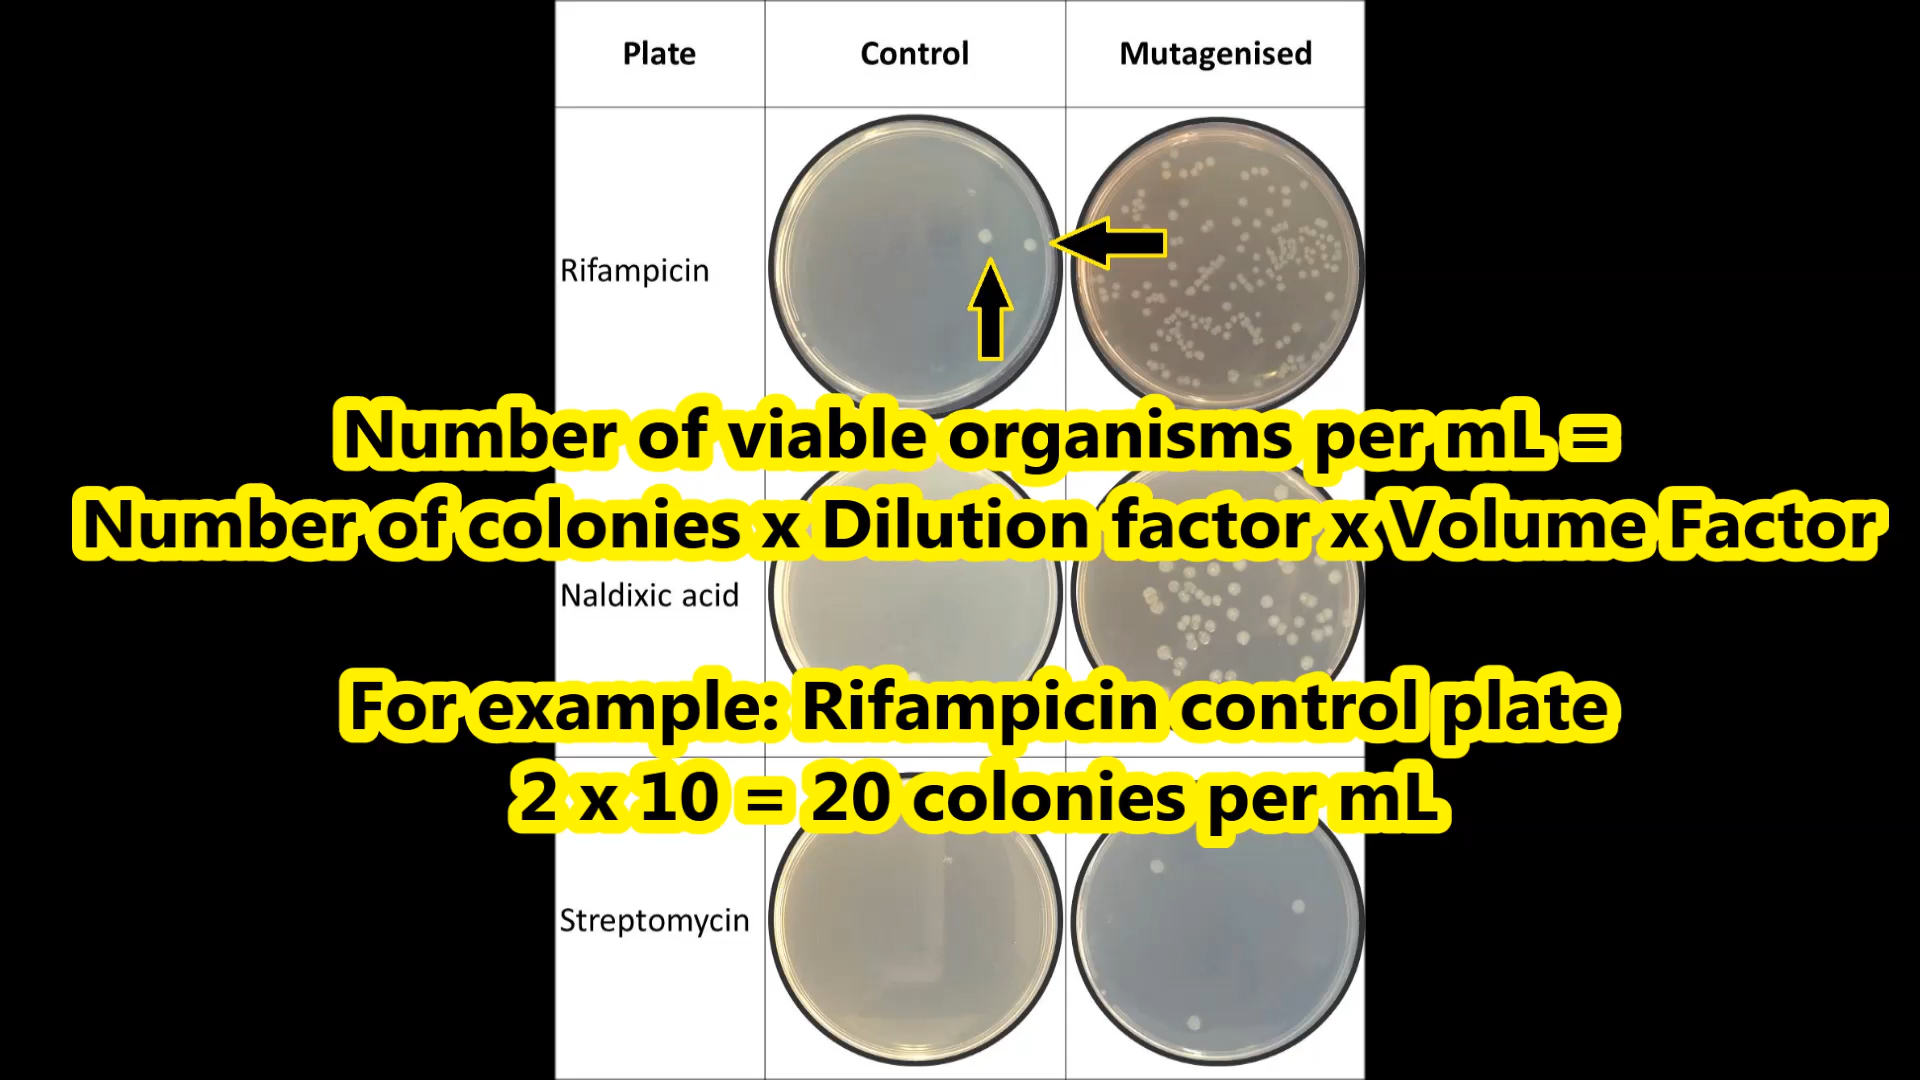 Plate Control Mutagenised
Rifampicin
Number of viable organisms per mL =
Number of colonies x Dilution factor x Volume Factor
Naldixic acid
For example: Rifampicin control plate
2 x 10 = 20 colonies per mL
Streptomycin